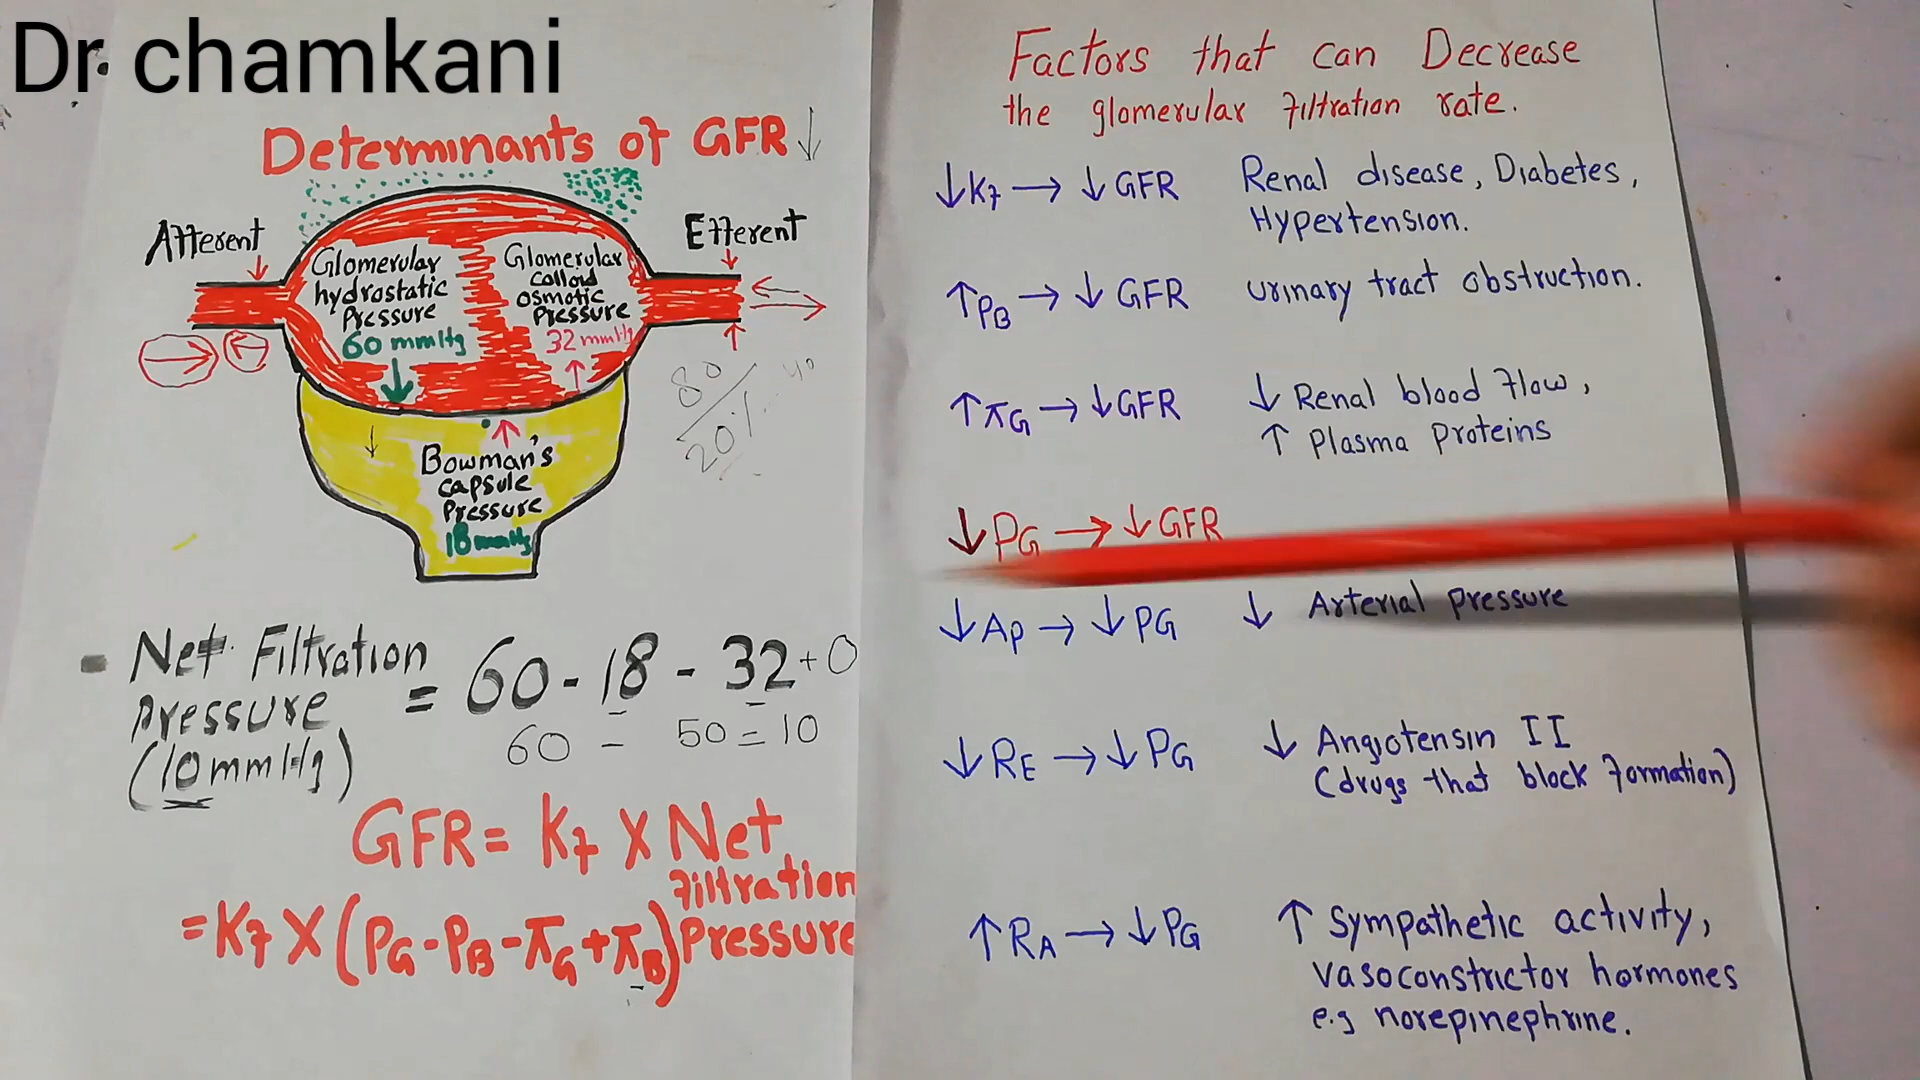 Dr chamkani
Determinants of GFR ↓
Afferent
Efferent
Glomerular
hydrostatic
Pressure
60 mmHg
Glomerular
colloid
osmotic
Pressure
32 mmHg
80
20%
40
Bowman's
capsule
Pressure
18 mmHg
- Net Filtration
Pressure
(10 mmHg)
= 60 - 18 - 32 + 0
60 - 50 = 10
GFR = Kf X Net
filtration
Pressure
= Kf X (PG - PB - πG + πB)
Factors that can Decrease
the glomerular filtration rate.
↓Kf → ↓ GFR Renal disease, Diabetes,
Hypertension.
↑PB → ↓ GFR urinary tract obstruction.
↑πG → ↓GFR ↓ Renal blood flow,
↑ Plasma Proteins
↓PG → ↓GFR
↓Ap → ↓PG ↓ Arterial pressure
↓RE → ↓PG ↓ Angiotensin II
(drugs that block formation)
↑RA → ↓PG ↑ Sympathetic activity,
vasoconstrictor hormones
e.g norepinephrine.